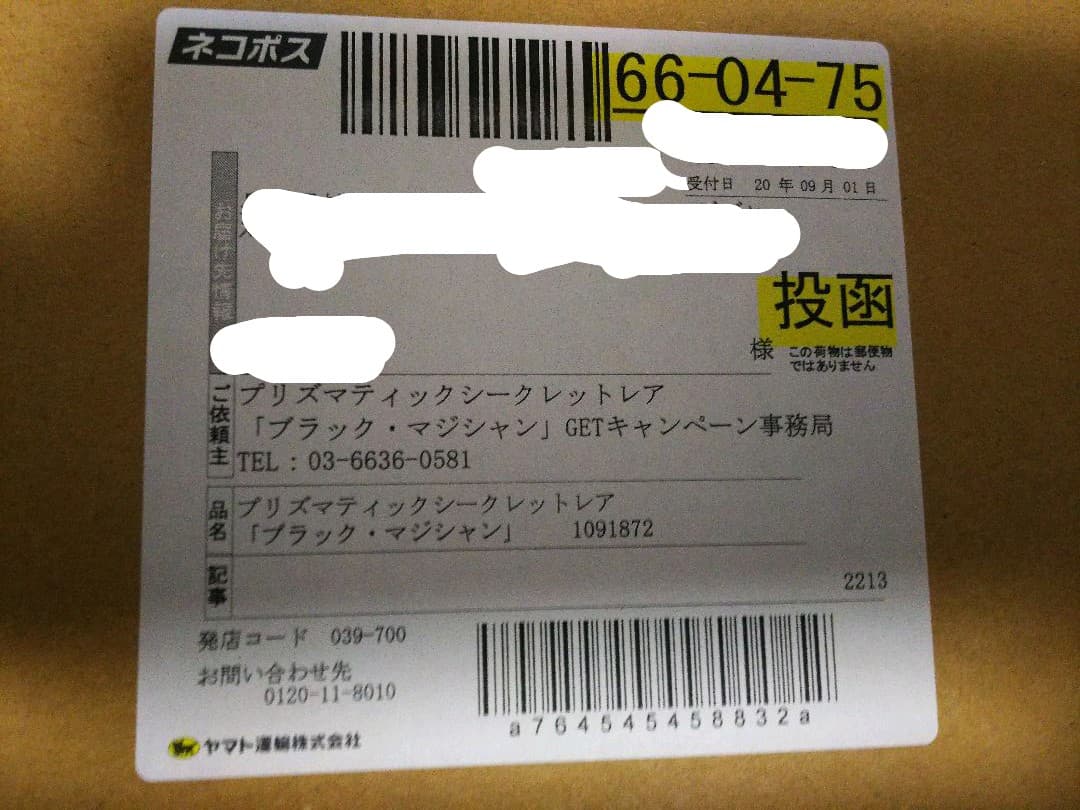 ネコポス
66-04-75
受付日 20 年 09 月 01 日
お届け先情報
投函
様
この荷物は郵便物
ではありません
ご依頼主
プリズマティックシークレットレア
「ブラック・マジシャン」GETキャンペーン事務局
TEL : 03-6636-0581
品名
プリズマティックシークレットレア
「ブラック・マジシャン」 1091872
記事
2213
発店コード 039-700
お問い合わせ先
0120-11-8010
a764545458832a
ヤマト運輸株式会社